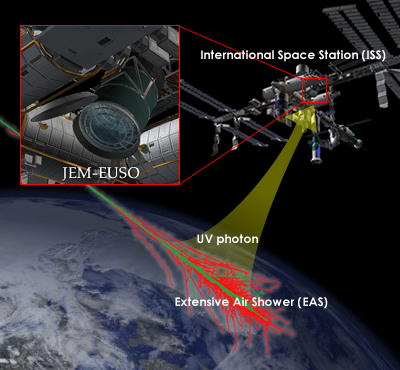 International Space Station (ISS)
JEM-EUSO
UV photon
Extensive Air Shower (EAS)